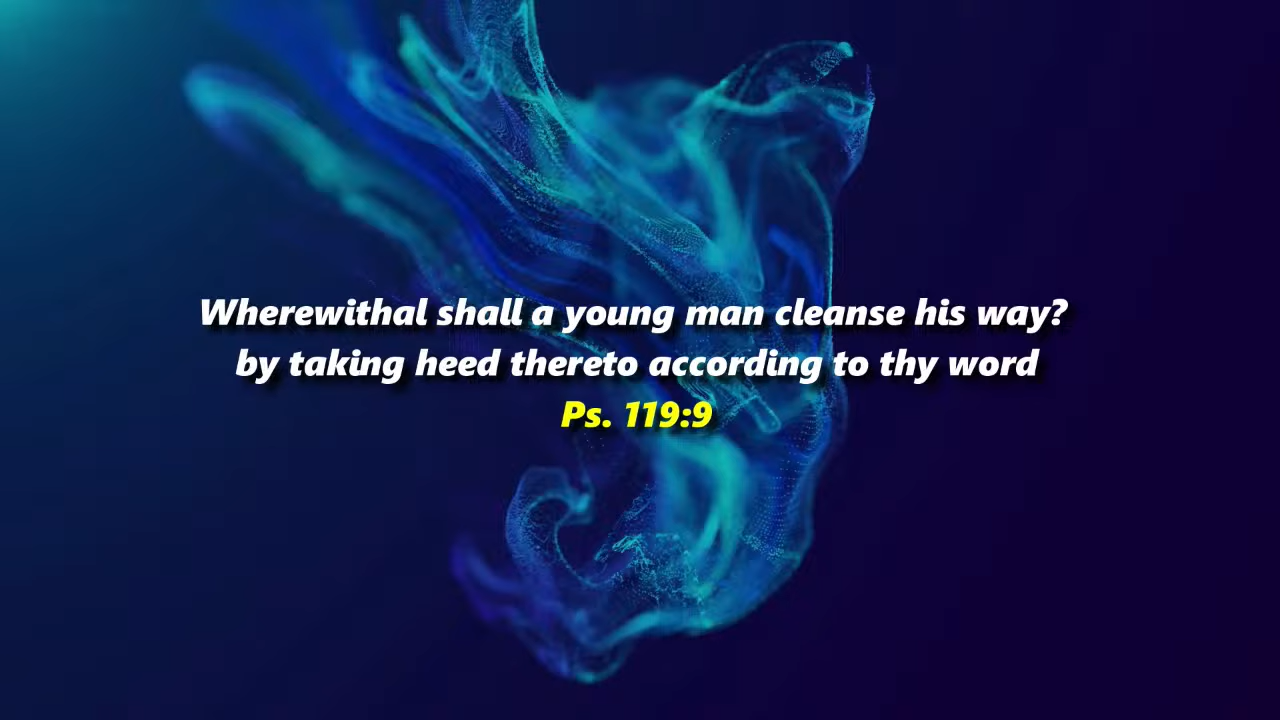 Wherewithal shall a young man cleanse his way?
by taking heed thereto according to thy word
Ps. 119:9